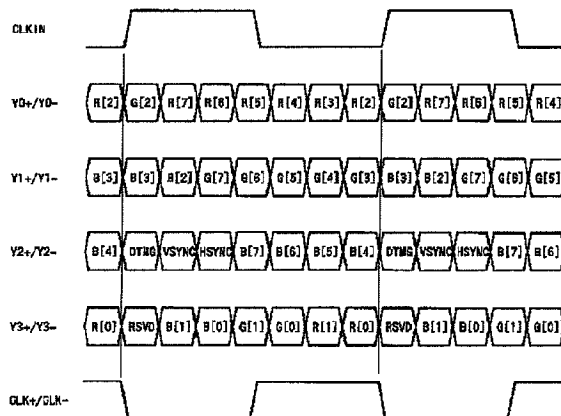 CLKIN
Y0+/Y0- R[2] G[2] R[7] R[6] R[5] R[4] R[3] R[2] G[2] R[7] R[6] R[5] R[4]
Y1+/Y1- B[3] B[3] B[2] G[7] G[6] G[5] G[4] G[3] B[3] B[2] G[7] G[6] G[5]
Y2+/Y2- B[4] DTMG VSYNC HSYNC B[7] B[6] B[5] B[4] DTMG VSYNC HSYNC B[7] B[6]
Y3+/Y3- R[0] RSVD B[1] B[0] G[1] G[0] R[1] R[0] RSVD B[1] B[0] G[1] G[0]
CLK+/CLK-